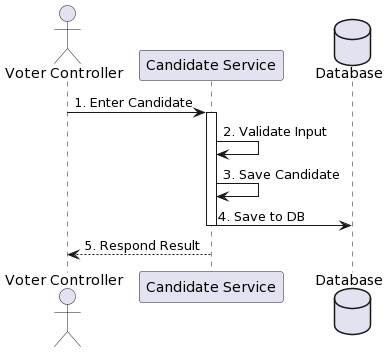 Voter Controller
Candidate Service
Database
1. Enter Candidate
2. Validate Input
3. Save Candidate
4. Save to DB
5. Respond Result
Voter Controller
Candidate Service
Database